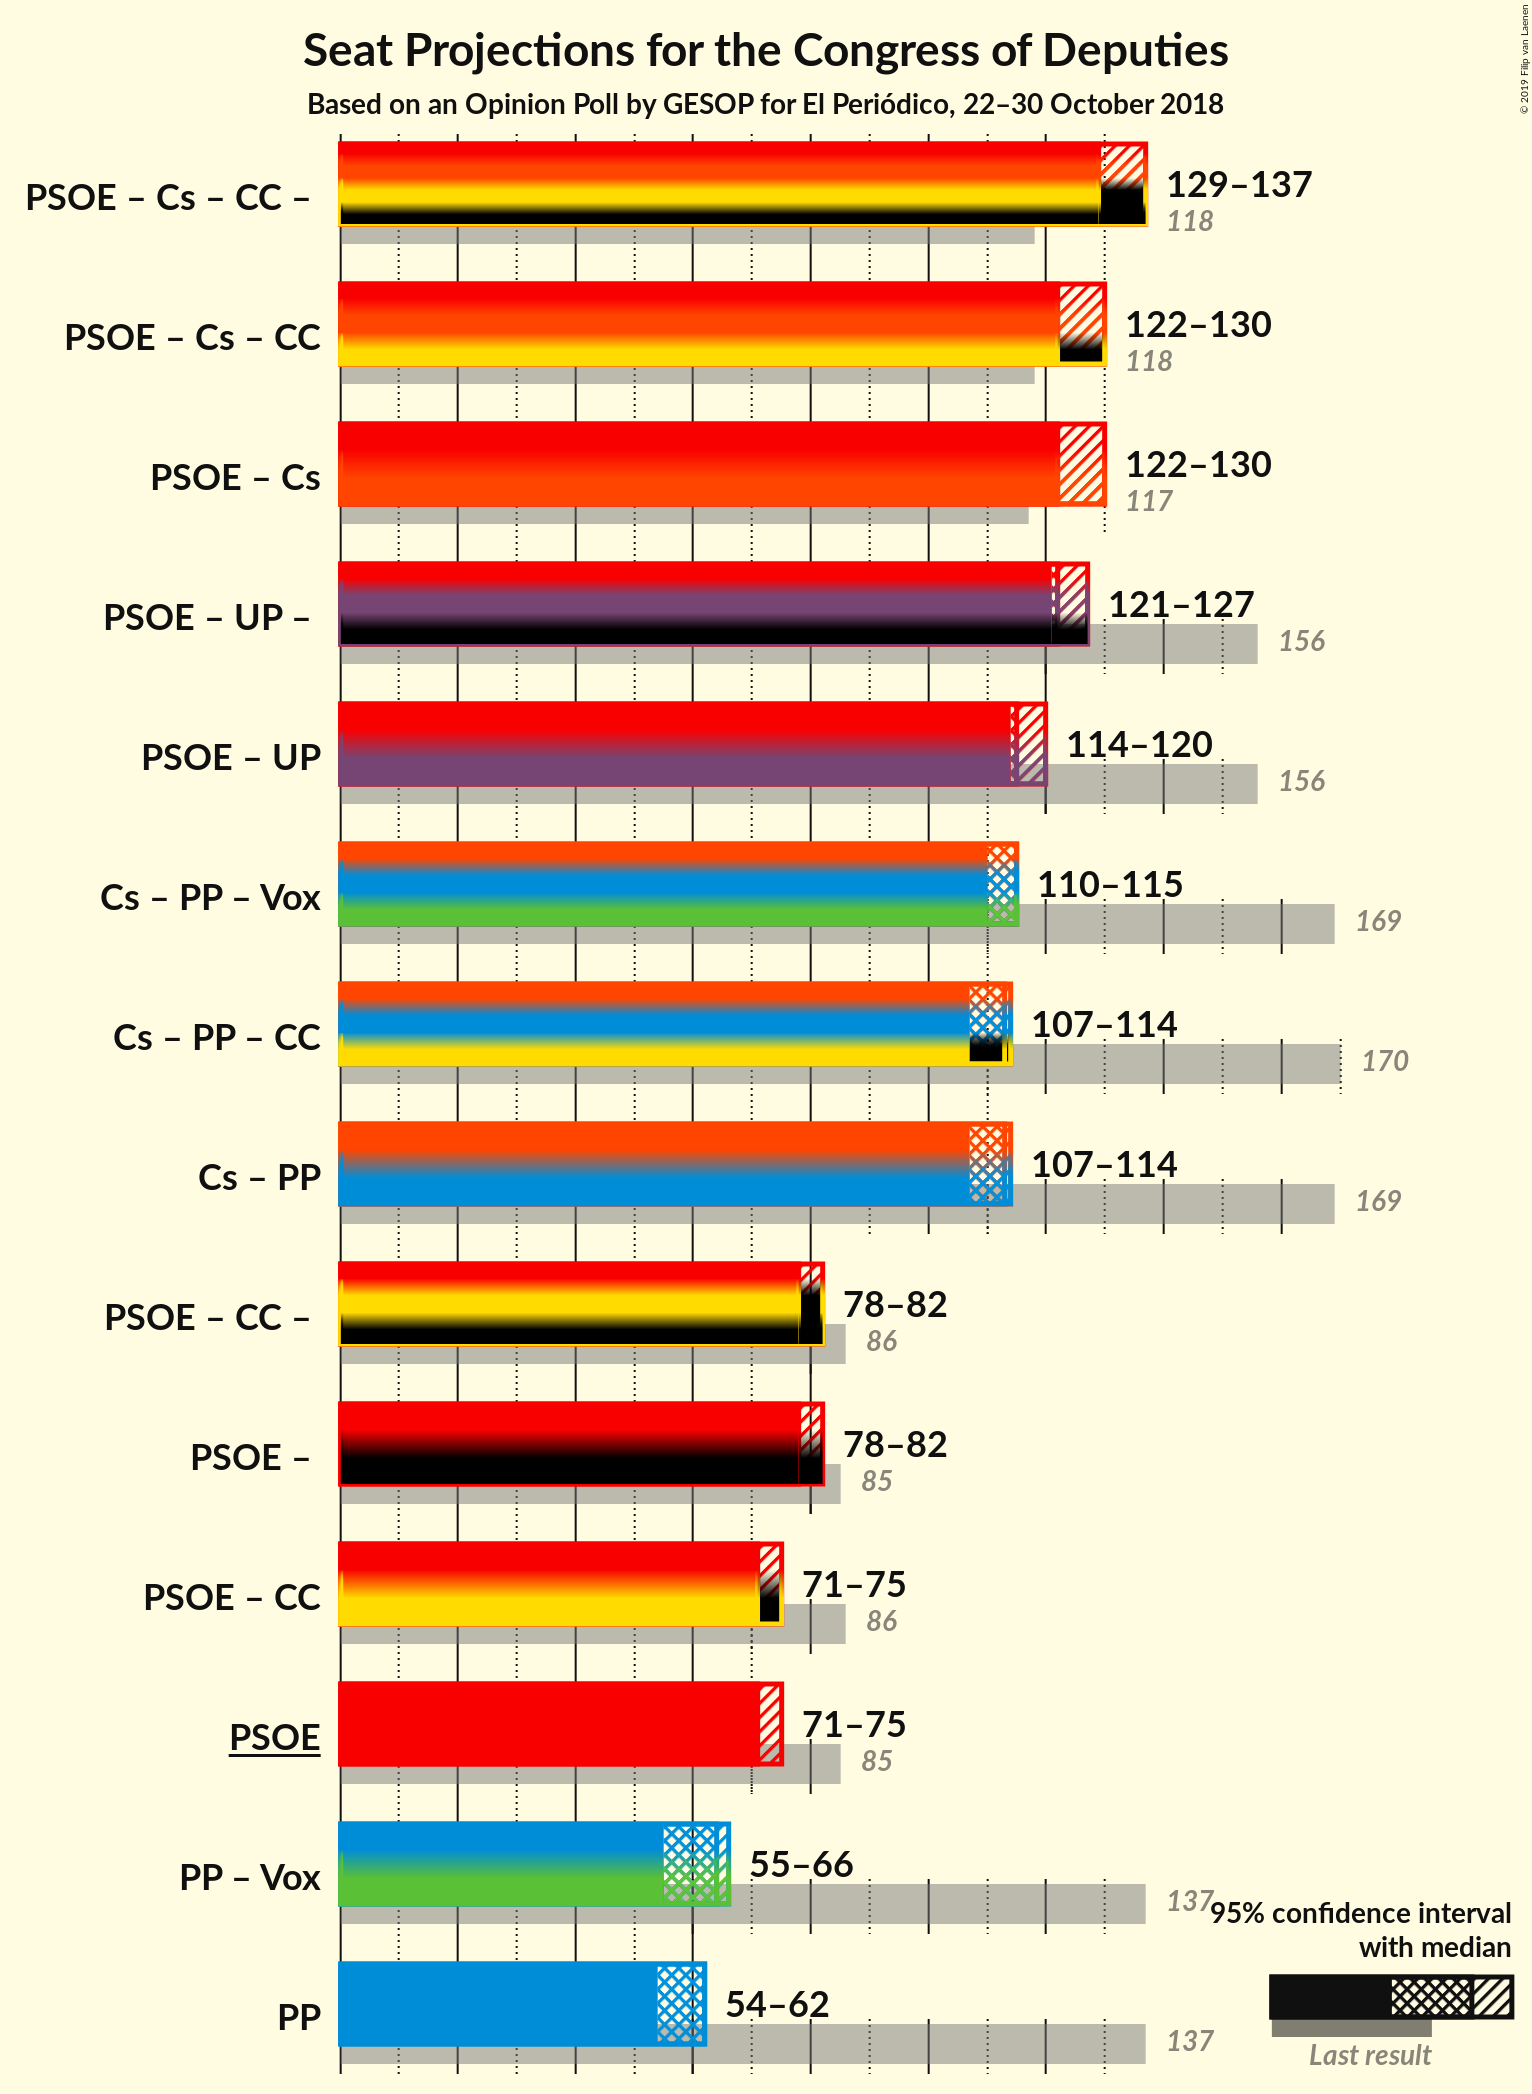 Seat Projections for the Congress of Deputies
Based on an Opinion Poll by GESOP for El Periódico, 22–30 October 2018
© 2019 Filip van Laenen
PSOE – Cs – CC –
129–137
118
PSOE – Cs – CC
122–130
118
PSOE – Cs
122–130
117
PSOE – UP –
121–127
156
PSOE – UP
114–120
156
Cs – PP – Vox
110–115
169
Cs – PP – CC
107–114
170
Cs – PP
107–114
169
PSOE – CC –
78–82
86
PSOE –
78–82
85
PSOE – CC
71–75
86
PSOE
71–75
85
PP – Vox
55–66
137
PP
54–62
137
95% confidence interval
with median
Last result